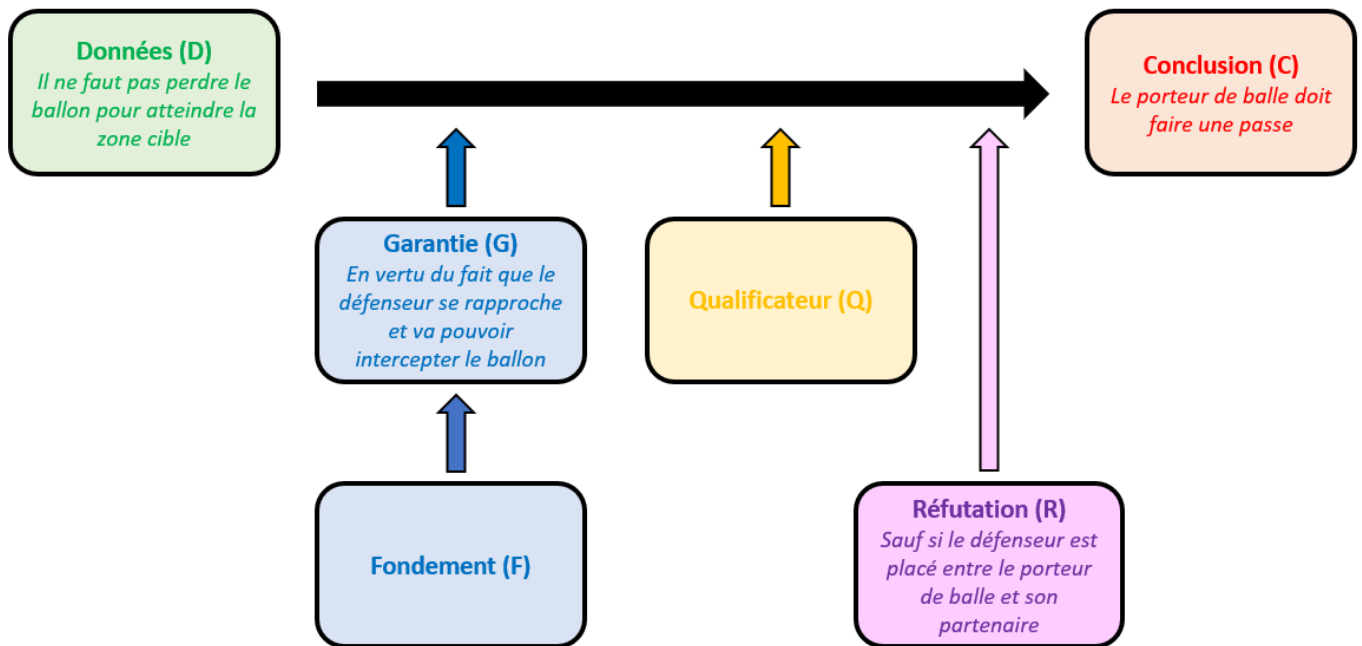 Données (D)
Il ne faut pas perdre le
ballon pour atteindre la
zone cible
Conclusion (C)
Le porteur de balle doit
faire une passe
Garantie (G)
En vertu du fait que le
défenseur se rapproche
et va pouvoir
intercepter le ballon
Qualificateur (Q)
Fondement (F)
Réfutation (R)
Sauf si le défenseur est
placé entre le porteur
de balle et son
partenaire